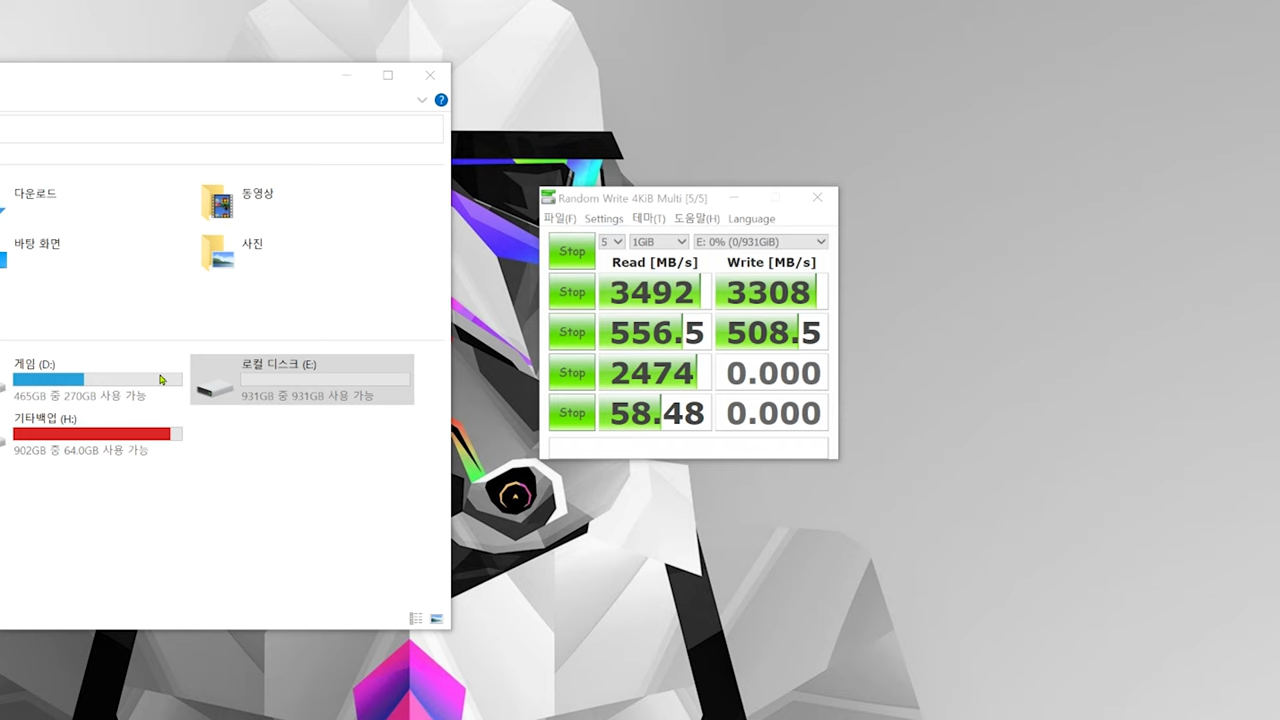 다운로드
동영상
바탕 화면
사진
게임 (D:)
465GB 중 270GB 사용 가능
로컬 디스크 (E:)
931GB 중 931GB 사용 가능
기타백업 (H:)
902GB 중 64.0GB 사용 가능
Random Write 4KiB Multi [5/5]
파일(F) Settings 테마(T) 도움말(H) Language
Stop 5 1GiB E: 0% (0/931GiB)
Read [MB/s] Write [MB/s]
Stop 3492 3308
Stop 556.5 508.5
Stop 2474 0.000
Stop 58.48 0.000